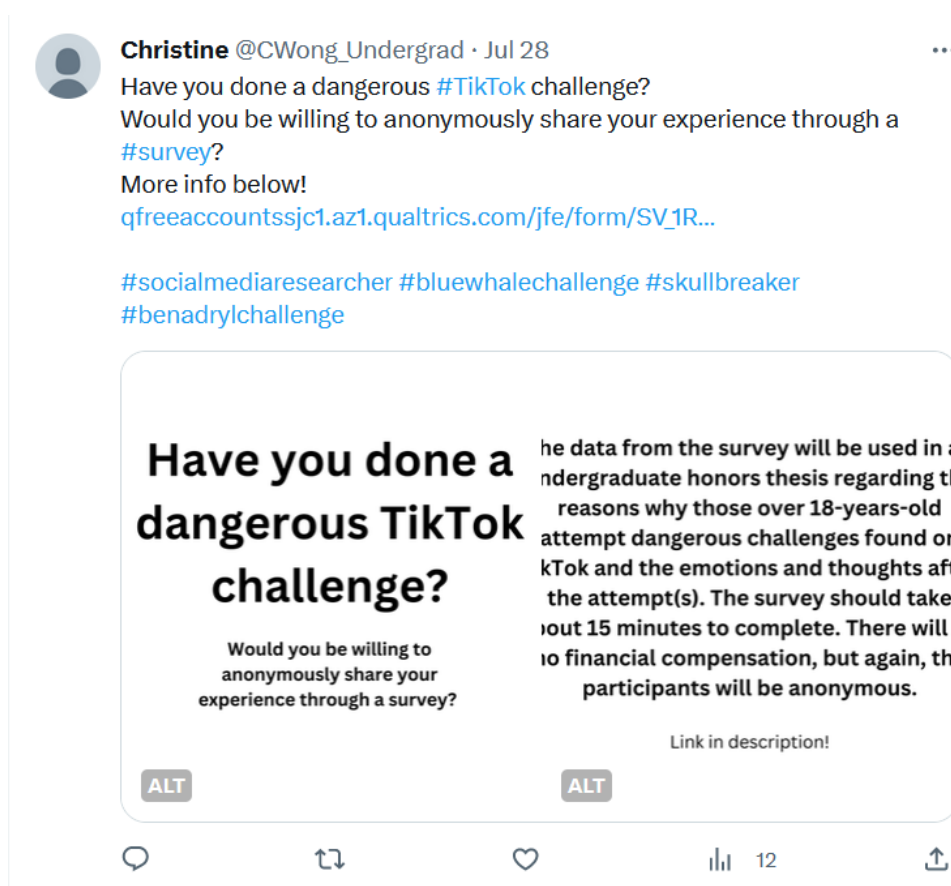 Christine @CWong_Undergrad · Jul 28
Have you done a dangerous #TikTok challenge?
Would you be willing to anonymously share your experience through a
#survey?
More info below!
qfreeaccountssjc1.az1.qualtrics.com/jfe/form/SV_1R...
#socialmediaresearcher #bluewhalechallenge #skullbreaker
#benadrylchallenge
Have you done a
dangerous TikTok
challenge?
Would you be willing to
anonymously share your
experience through a survey?
ALT
he data from the survey will be used in a
ndergraduate honors thesis regarding th
reasons why those over 18-years-old
attempt dangerous challenges found on
kTok and the emotions and thoughts aft
the attempt(s). The survey should take
out 15 minutes to complete. There will
no financial compensation, but again, th
participants will be anonymous.
Link in description!
ALT
12